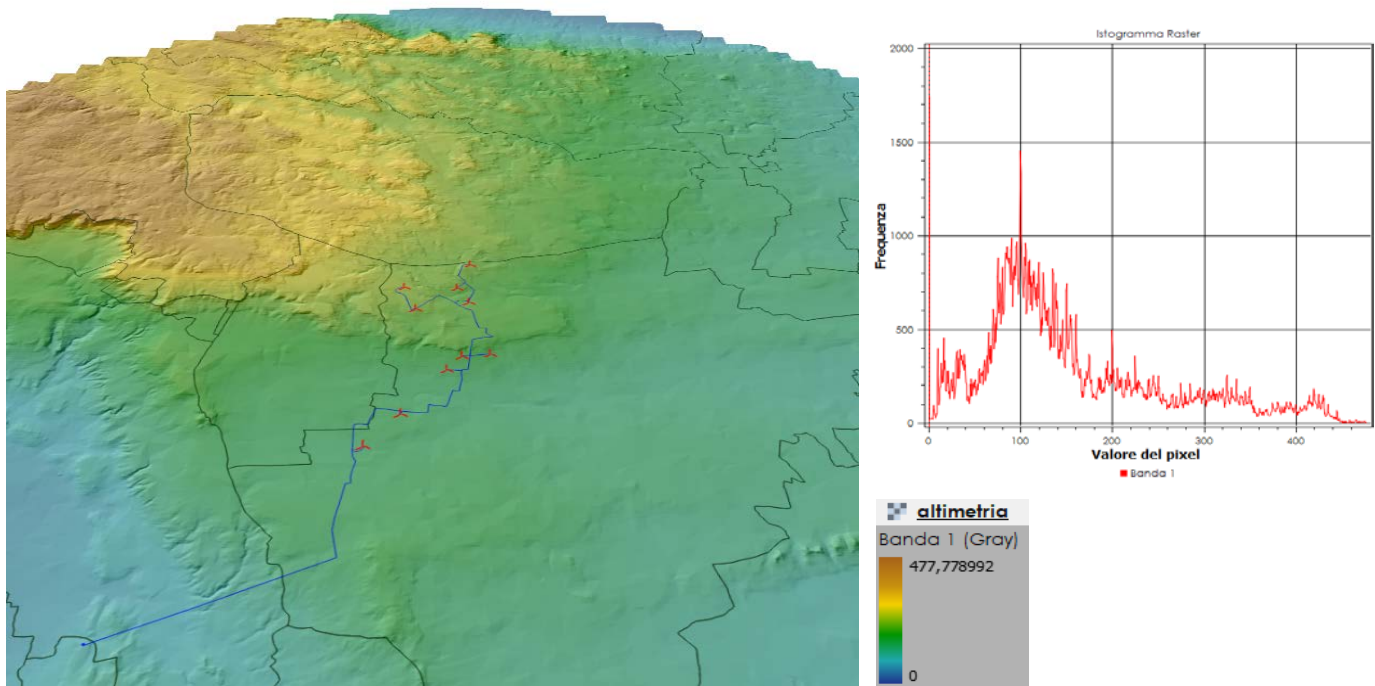 Istogramma Raster
2000
1500
1000
500
0
Frequenza
0 100 200 300 400
Valore del pixel
Banda 1
altimetria
Banda 1 (Gray)
477,778992
0